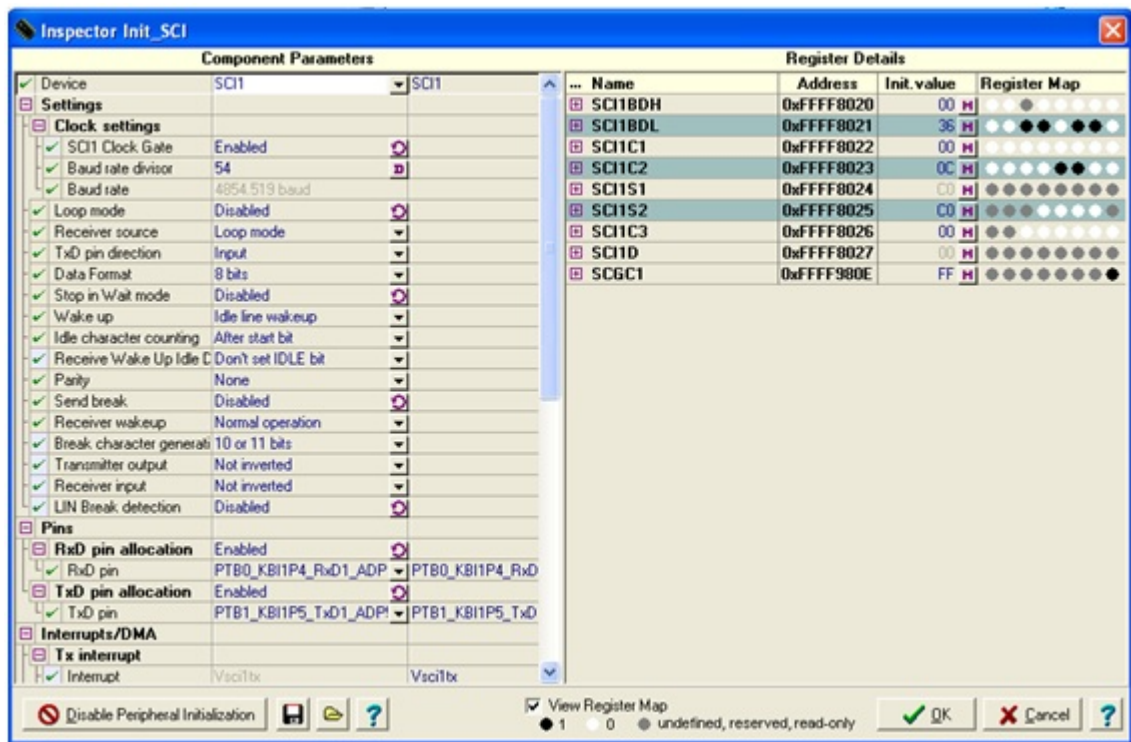 Inspector Init_SCI
Component Parameters
Device SCI1 SCI1
Settings
Clock settings
SCI1 Clock Gate Enabled
Baud rate divisor 54 D
Baud rate 4854.519 baud
Loop mode Disabled
Receiver source Loop mode
TxD pin direction Input
Data Format 8 bits
Stop in Wait mode Disabled
Wake up Idle line wakeup
Idle character counting After start bit
Receive Wake Up Idle D Don't set IDLE bit
Parity None
Send break Disabled
Receiver wakeup Normal operation
Break character generati 10 or 11 bits
Transmitter output Not inverted
Receiver input Not inverted
LIN Break detection Disabled
Pins
RxD pin allocation Enabled
RxD pin PTB0_KBI1P4_RxD1_ADP PTB0_KBI1P4_RxD
TxD pin allocation Enabled
TxD pin PTB1_KBI1P5_TxD1_ADP PTB1_KBI1P5_TxD
Interrupts/DMA
Tx interrupt
Interrupt Vsci1tx Vsci1tx
Register Details
... Name Address Init. value Register Map
SCI1BDH 0xFFFF8020 00 H
SCI1BDL 0xFFFF8021 36 H
SCI1C1 0xFFFF8022 00 H
SCI1C2 0xFFFF8023 0C H
SCI1S1 0xFFFF8024 C0 H
SCI1S2 0xFFFF8025 C0 H
SCI1C3 0xFFFF8026 00 H
SCI1D 0xFFFF8027 00 H
SCGC1 0xFFFF980E FF H
Disable Peripheral Initialization ?
View Register Map
1 0 undefined, reserved, read-only
OK Cancel ?